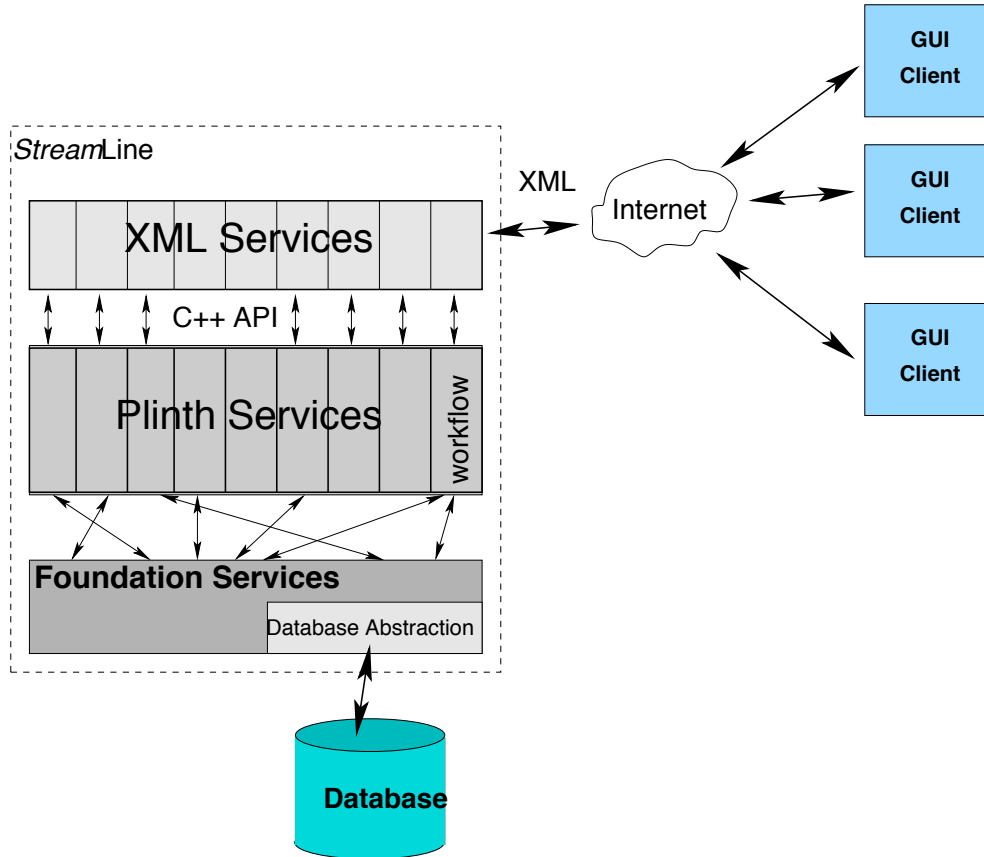 GUI
Client
StreamLine
XML
GUI
Client
Internet
XML Services
C++ API
GUI
Client
Plinth Services
workflow
Foundation Services
Database Abstraction
Database